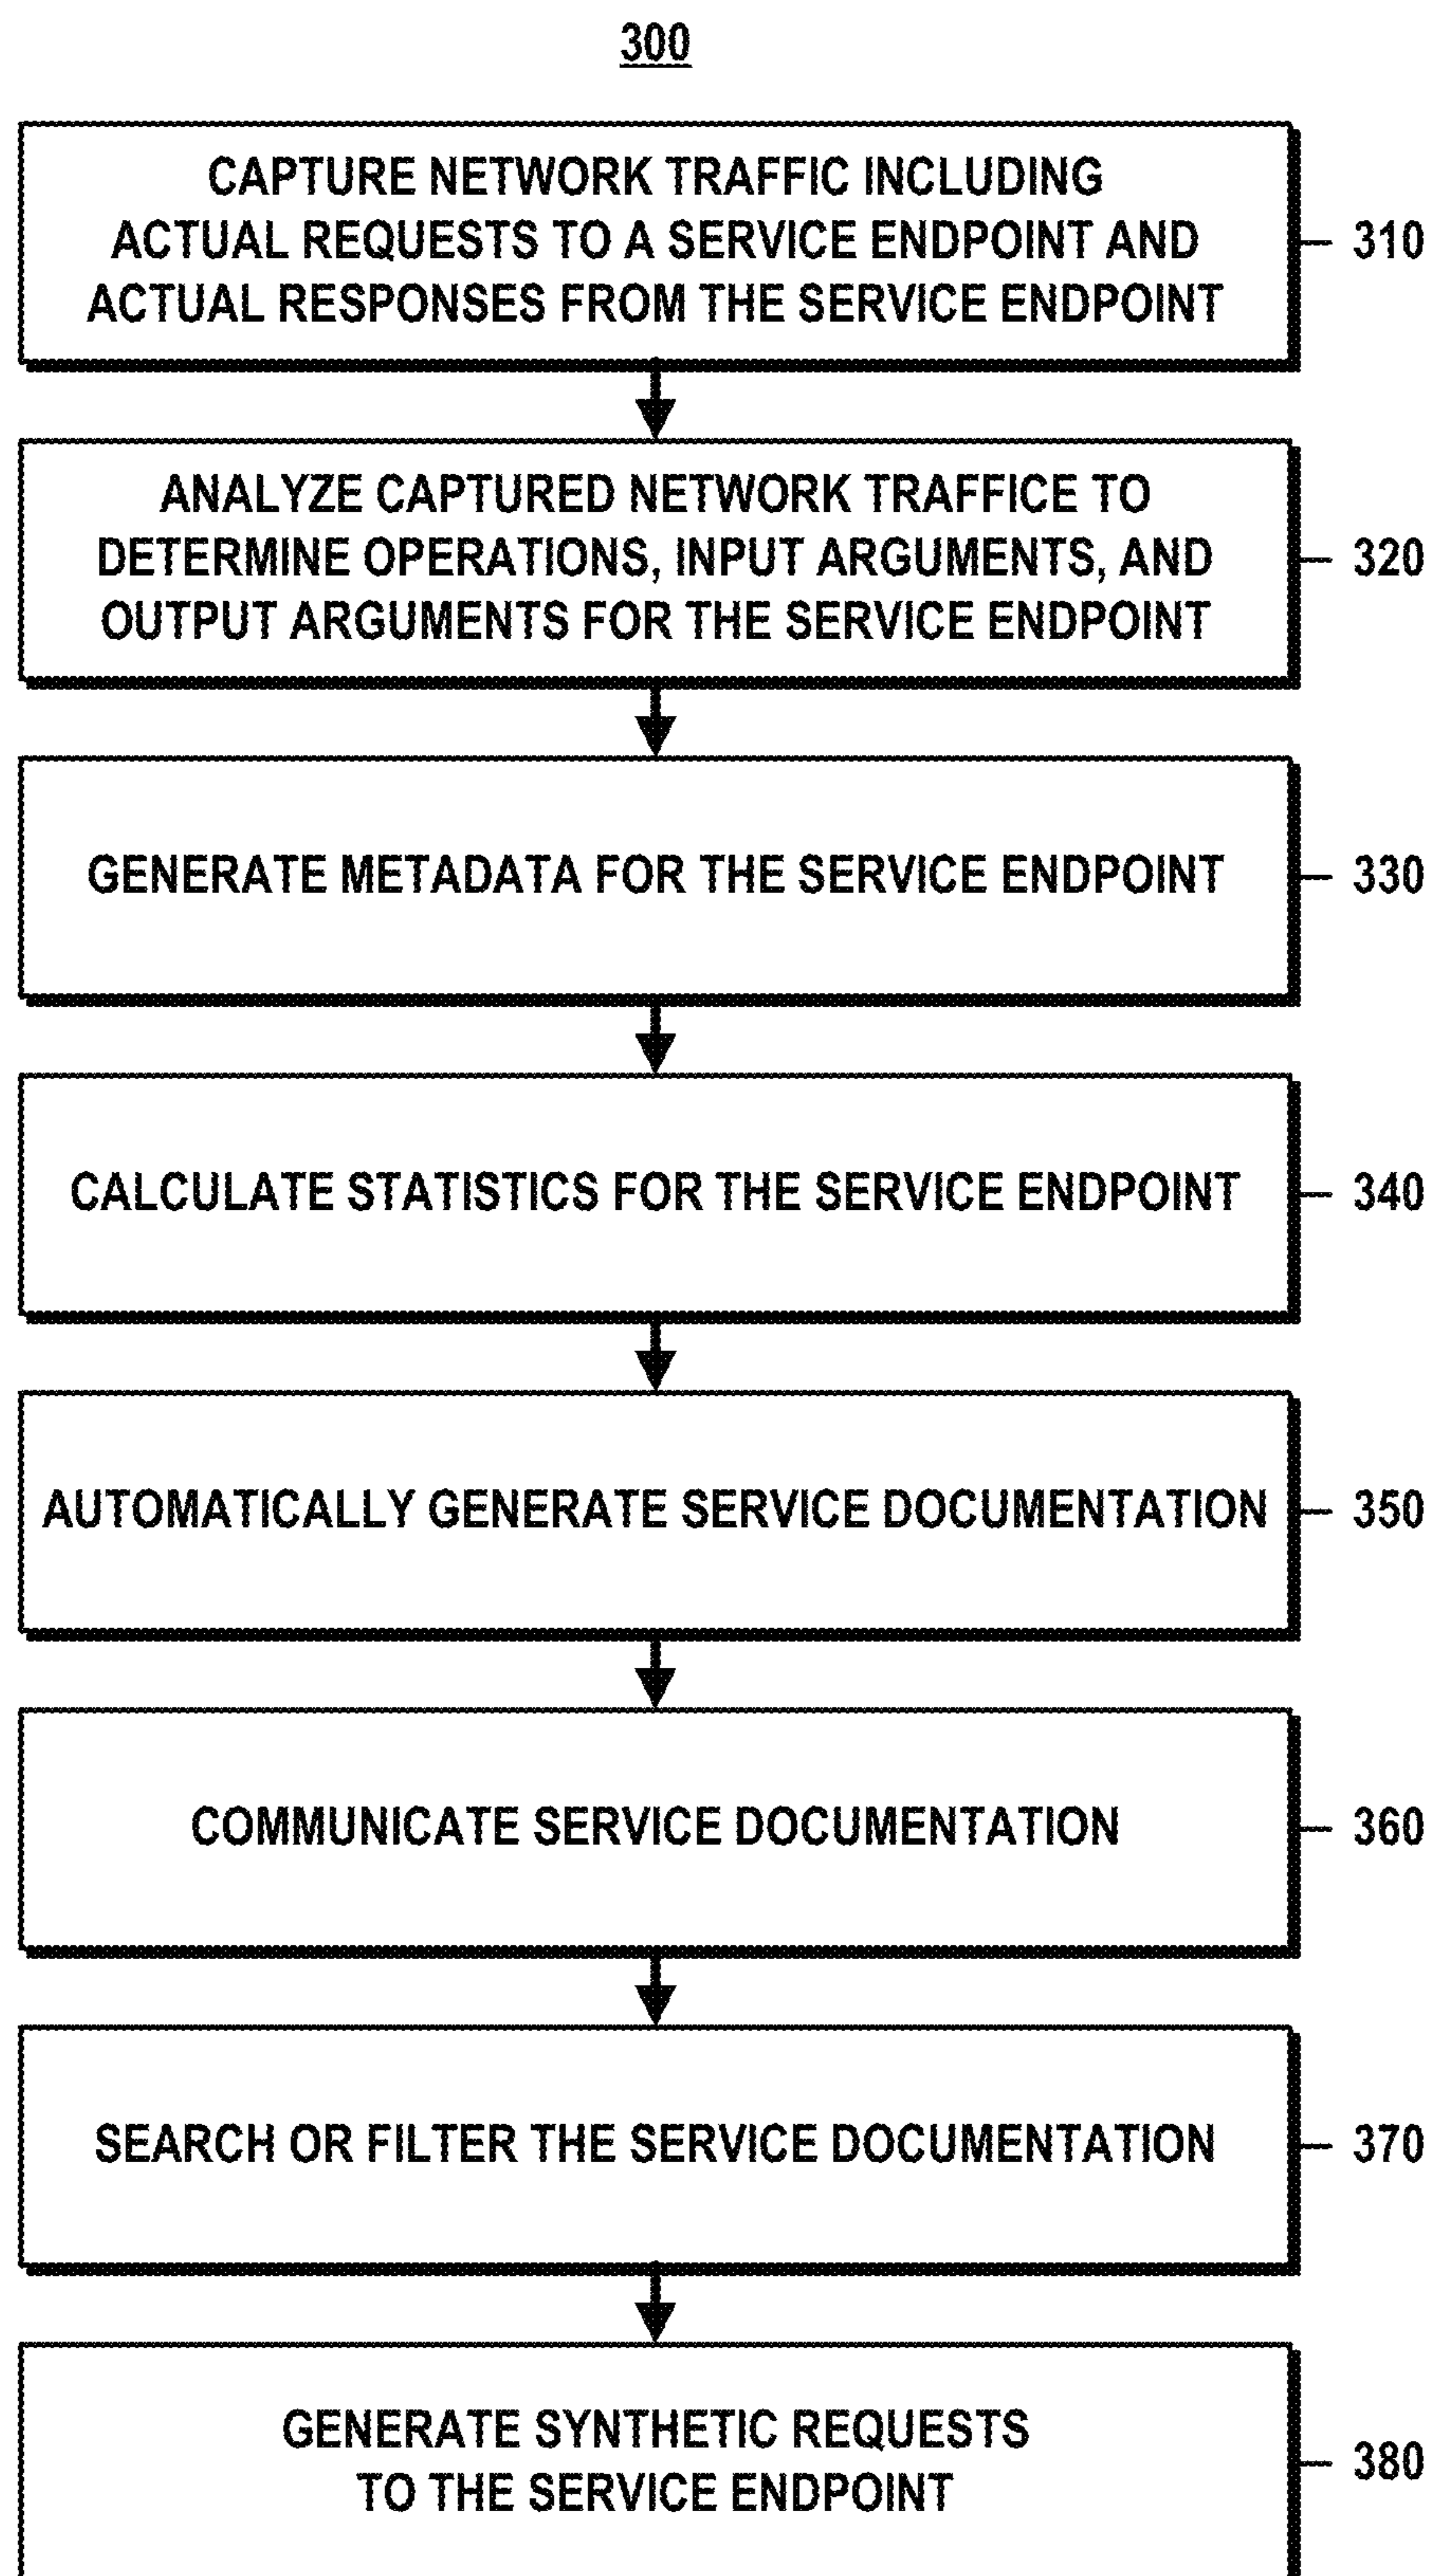 300
CAPTURE NETWORK TRAFFIC INCLUDING
ACTUAL REQUESTS TO A SERVICE ENDPOINT AND
ACTUAL RESPONSES FROM THE SERVICE ENDPOINT
310
ANALYZE CAPTURED NETWORK TRAFFICE TO
DETERMINE OPERATIONS, INPUT ARGUMENTS, AND
OUTPUT ARGUMENTS FOR THE SERVICE ENDPOINT
320
GENERATE METADATA FOR THE SERVICE ENDPOINT
330
CALCULATE STATISTICS FOR THE SERVICE ENDPOINT
340
AUTOMATICALLY GENERATE SERVICE DOCUMENTATION
350
COMMUNICATE SERVICE DOCUMENTATION
360
SEARCH OR FILTER THE SERVICE DOCUMENTATION
370
GENERATE SYNTHETIC REQUESTS
TO THE SERVICE ENDPOINT
380